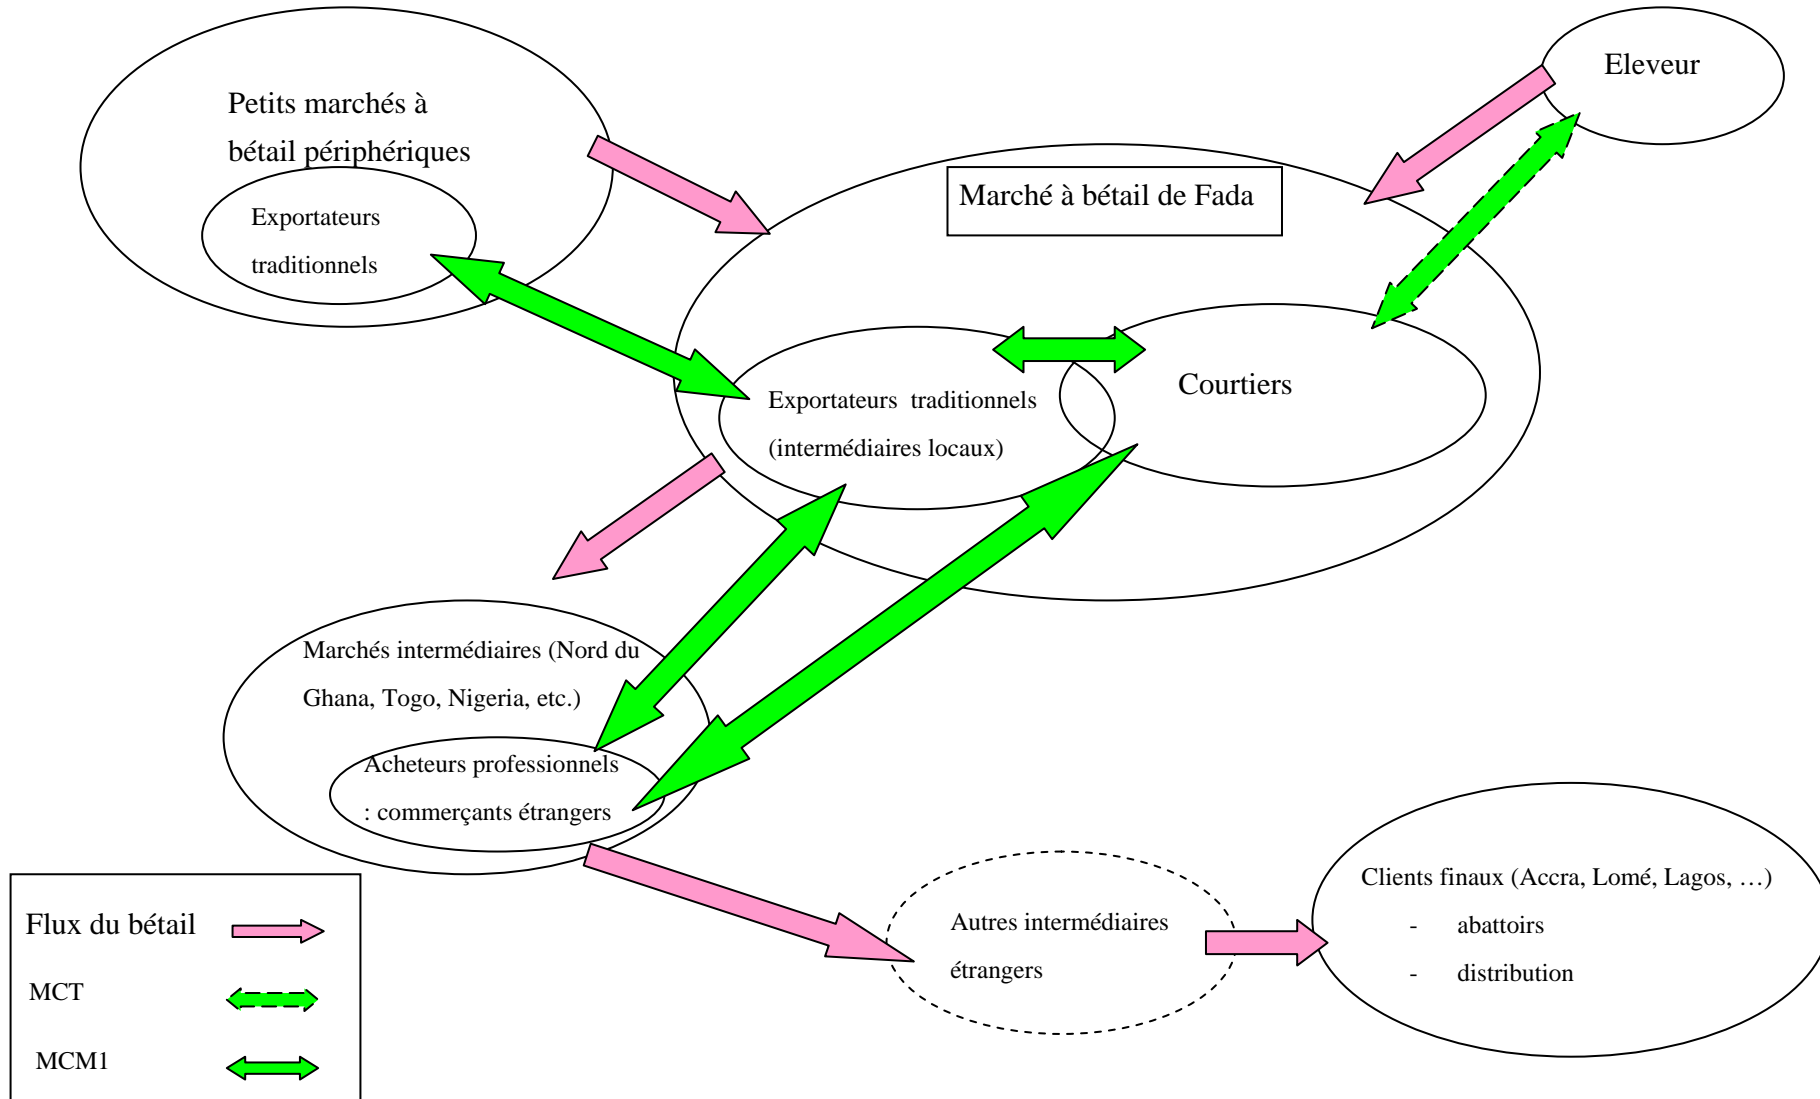 Eleveur
Petits marchés à
bétail périphériques
Marché à bétail de Fada
Exportateurs
traditionnels
Courtiers
Exportateurs traditionnels
(intermédiaires locaux)
Marchés intermédiaires (Nord du
Ghana, Togo, Nigeria, etc.)
Acheteurs professionnels
: commerçants étrangers
Clients finaux (Accra, Lomé, Lagos, …)
- abattoirs
- distribution
Autres intermédiaires
étrangers
Flux du bétail
MCT
MCM1